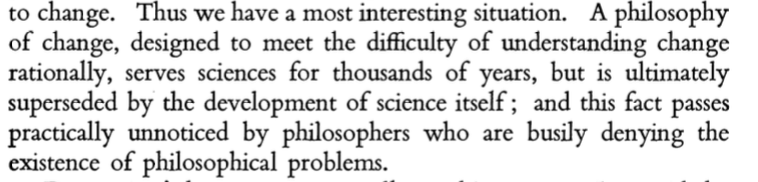 to change. Thus we have a most interesting situation. A philosophy
of change, designed to meet the difficulty of understanding change
rationally, serves sciences for thousands of years, but is ultimately
superseded by the development of science itself; and this fact passes
practically unnoticed by philosophers who are busily denying the
existence of philosophical problems.